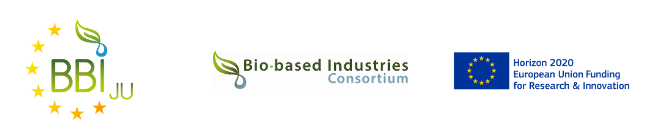 BBI JU
Bio-based Industries
Consortium
Horizon 2020
European Union Funding
for Research & Innovation